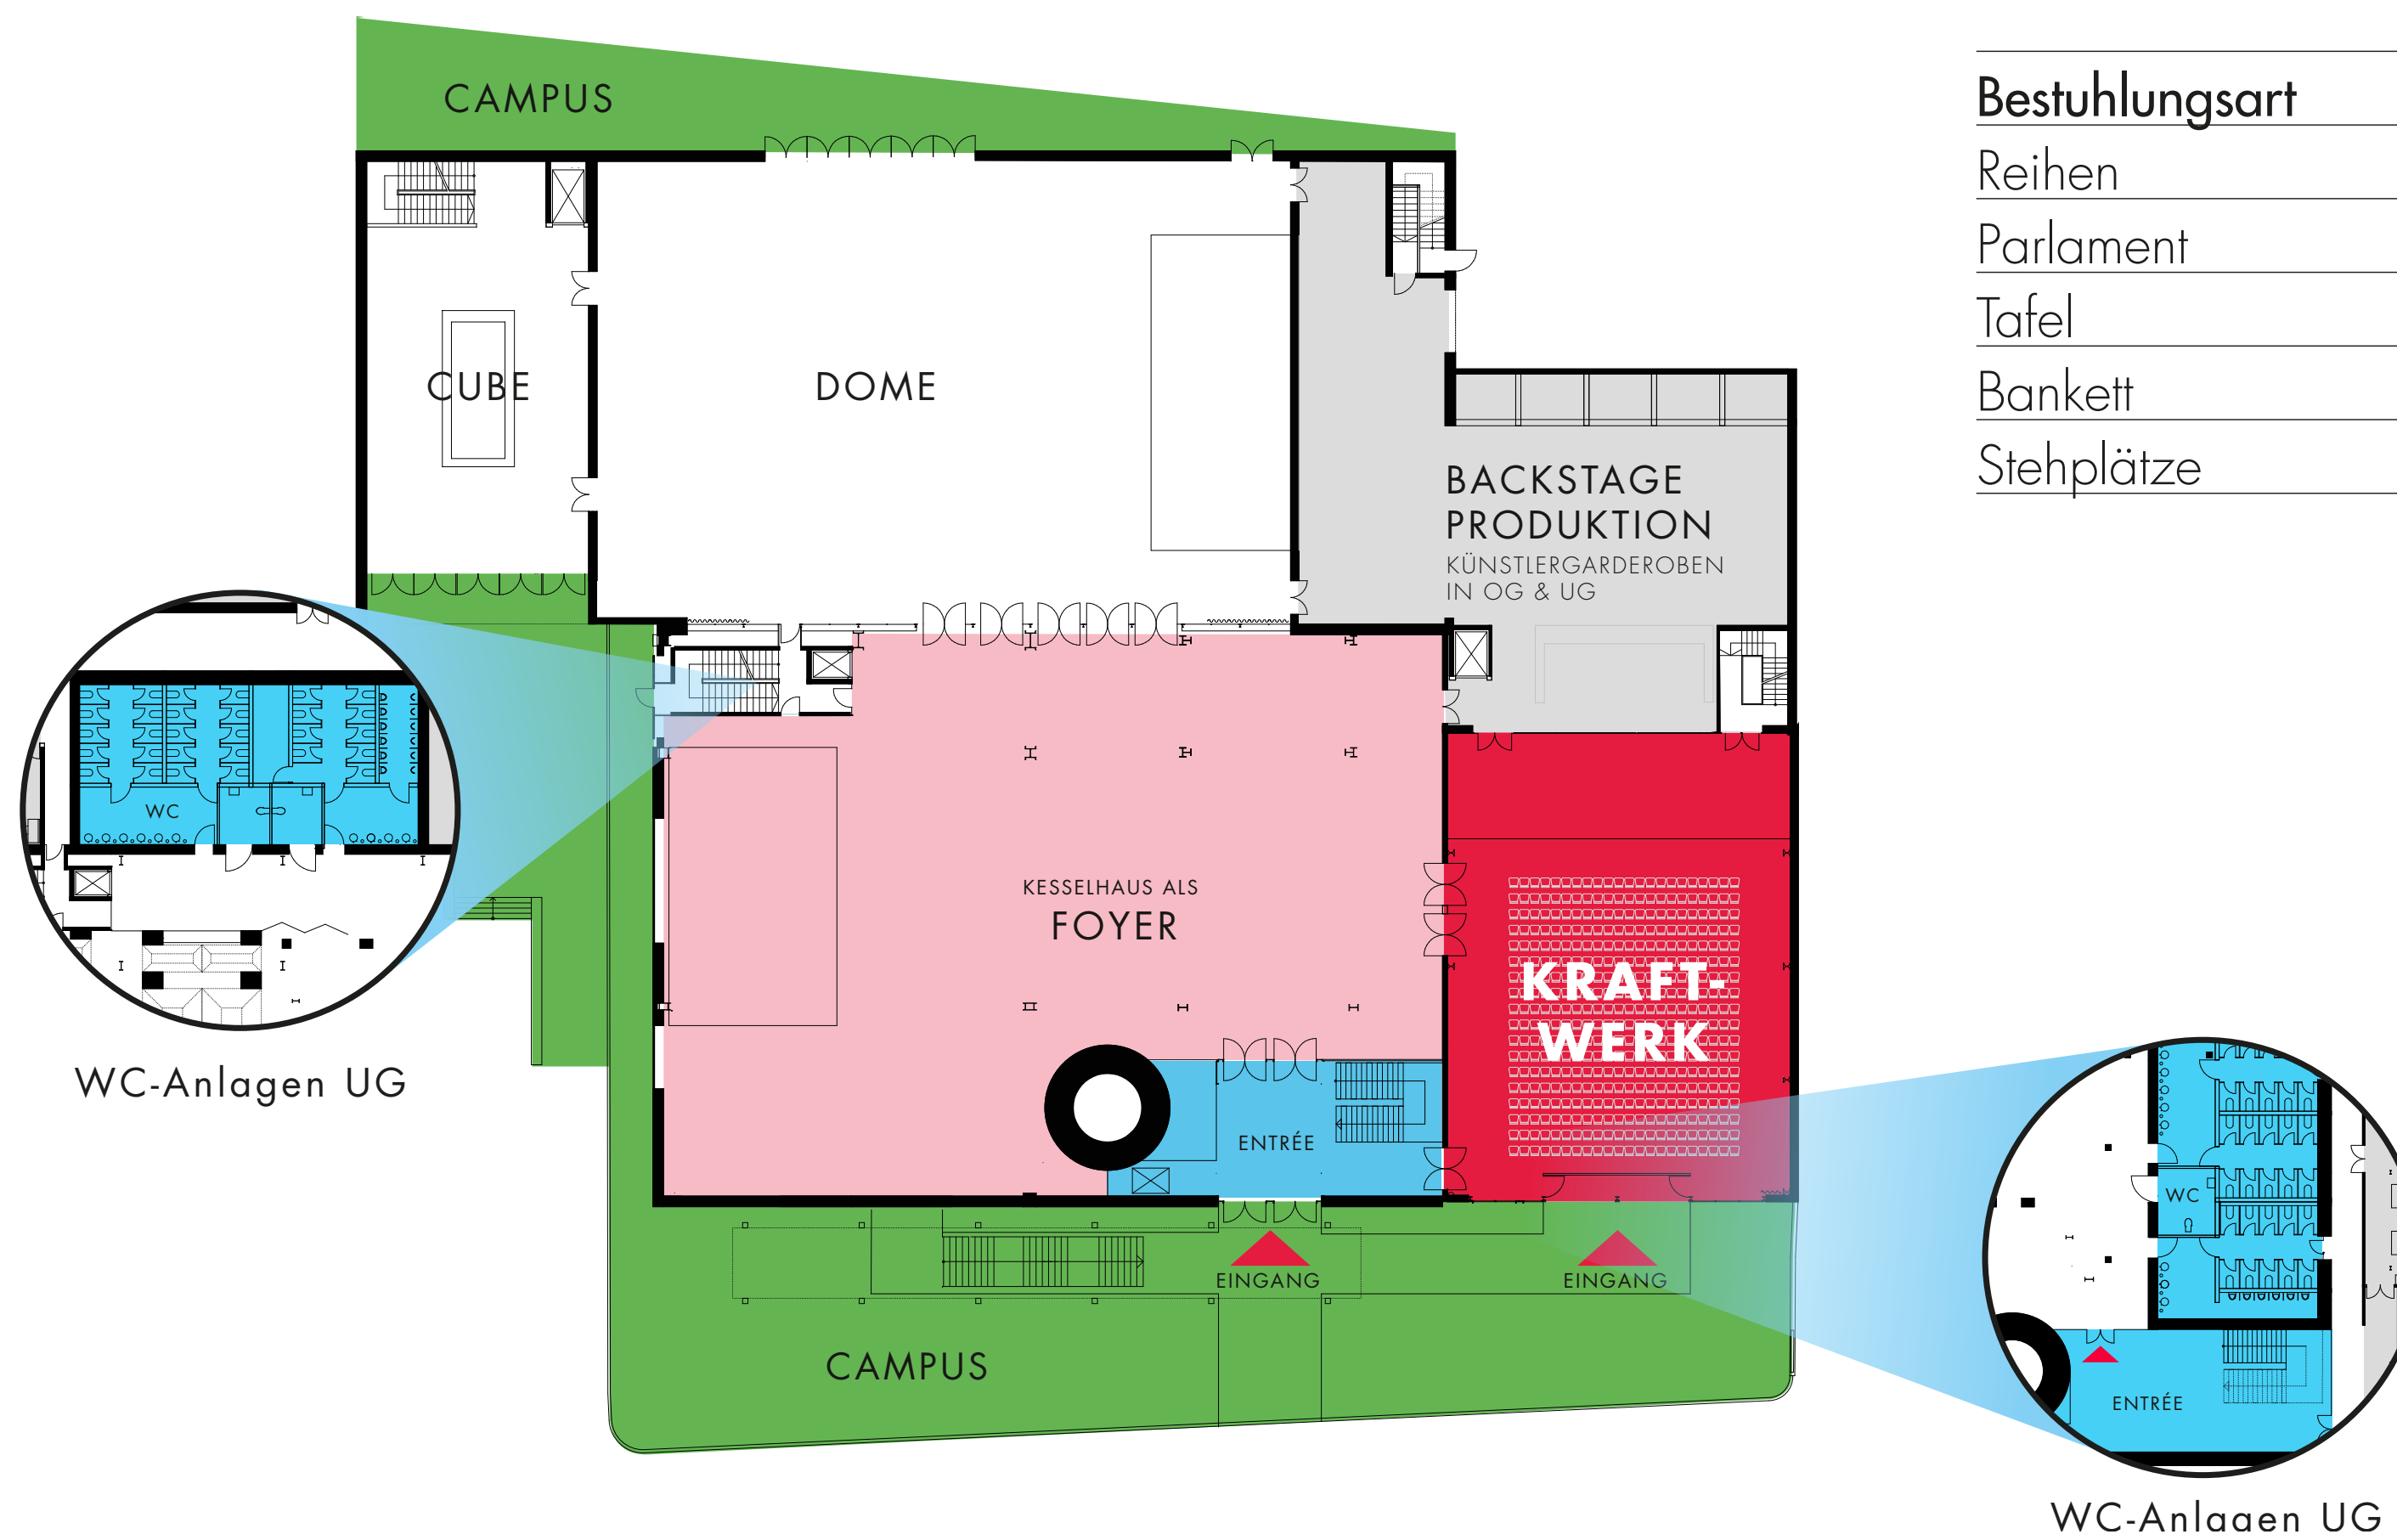 CAMPUS
Bestuhlungsart
Reihen
Parlament
Tafel
Bankett
Stehplätze
CUBE
DOME
BACKSTAGE
PRODUKTION
KÜNSTLERGARDEROBEN
IN OG & UG
WC
WC-Anlagen UG
KESSELHAUS ALS
FOYER
KRAFT-
WERK
ENTRÉE
EINGANG
EINGANG
CAMPUS
WC
ENTRÉE
WC-Anlagen UG